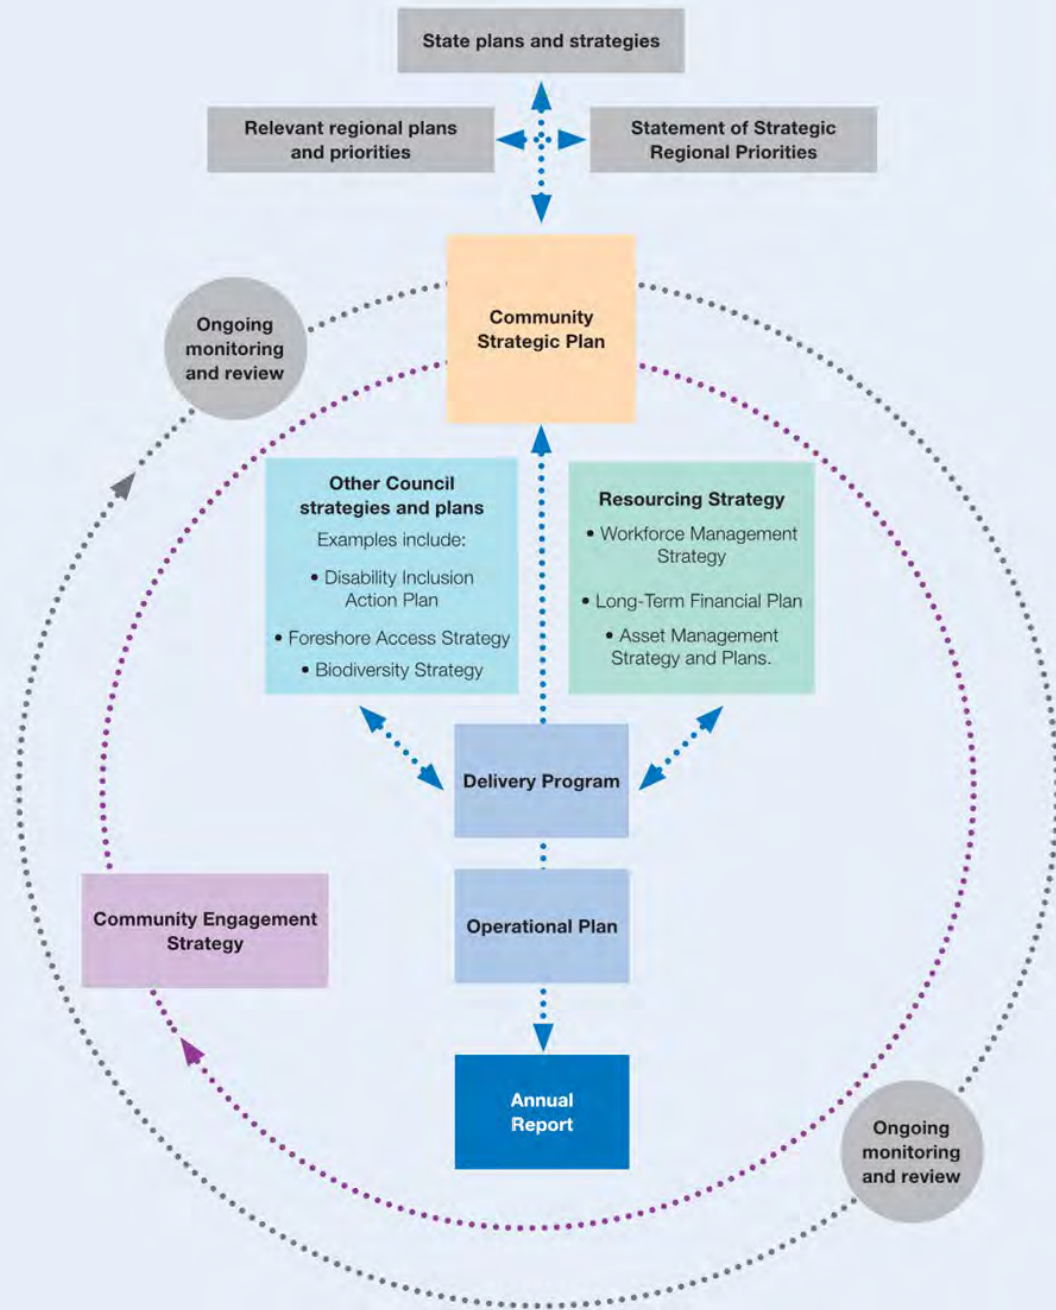 State plans and strategies
Relevant regional plans
and priorities
Statement of Strategic
Regional Priorities
Community
Strategic Plan
Ongoing
monitoring
and review
Other Council
strategies and plans
Examples include:
• Disability Inclusion
Action Plan
• Foreshore Access Strategy
• Biodiversity Strategy
Resourcing Strategy
• Workforce Management
Strategy
• Long-Term Financial Plan
• Asset Management
Strategy and Plans.
Delivery Program
Community Engagement
Strategy
Operational Plan
Annual
Report
Ongoing
monitoring
and review